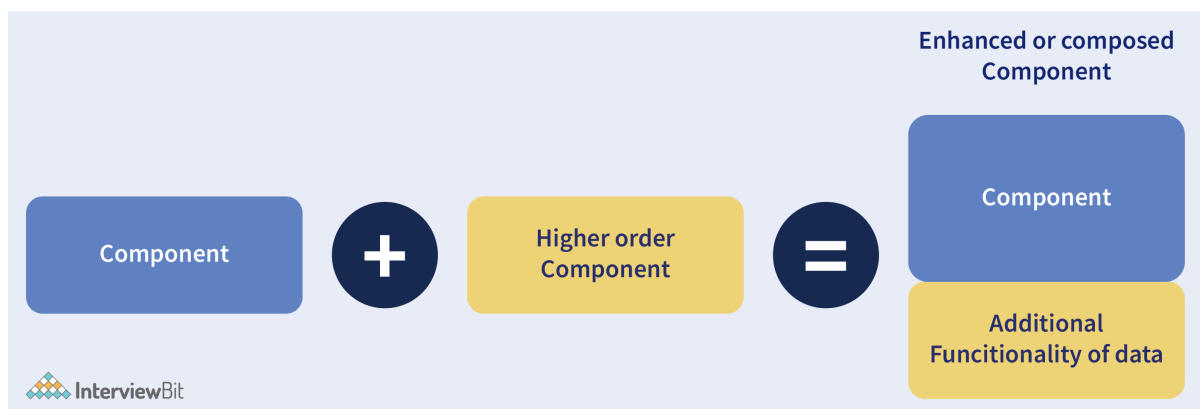 Enhanced or composed
Component
Component
+
Higher order
Component
=
Component
Additional
Funcitionality of data
InterviewBit